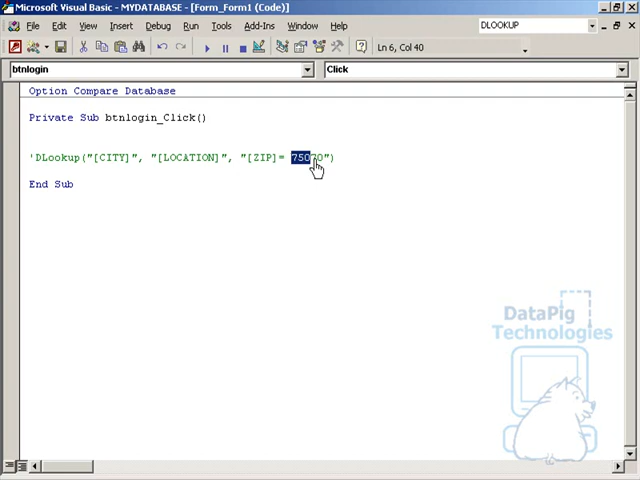 Microsoft Visual Basic - MYDATABASE - [Form_Form1 (Code)]
File Edit View Insert Debug Run Tools Add-Ins Window Help
DLOOKUP
Ln 6, Col 40
btnlogin
Click
Option Compare Database
Private Sub btnlogin_Click()
'DLookup("[CITY]", "[LOCATION]", "[ZIP]= 75070")
End Sub
DataPig
Technologies